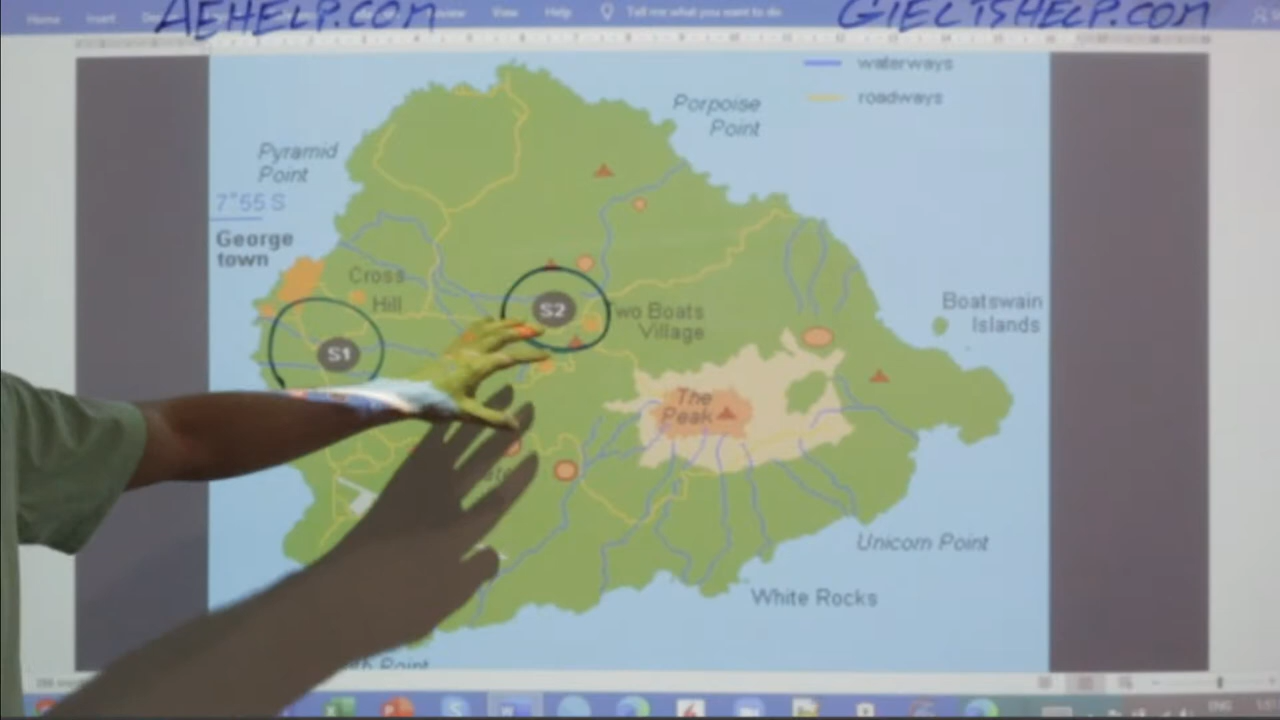 AEHELP.COM
GIELTSHELP.COM
Home Insert View Help Tell me what you want to do
waterways
roadways
Porpoise
Point
Pyramid
Point
7°55 S
George
town
Cross
Hill
S1
S2
Two Boats
Village
Boatswain
Islands
The
Peak
Unicorn Point
White Rocks
Point
ENG